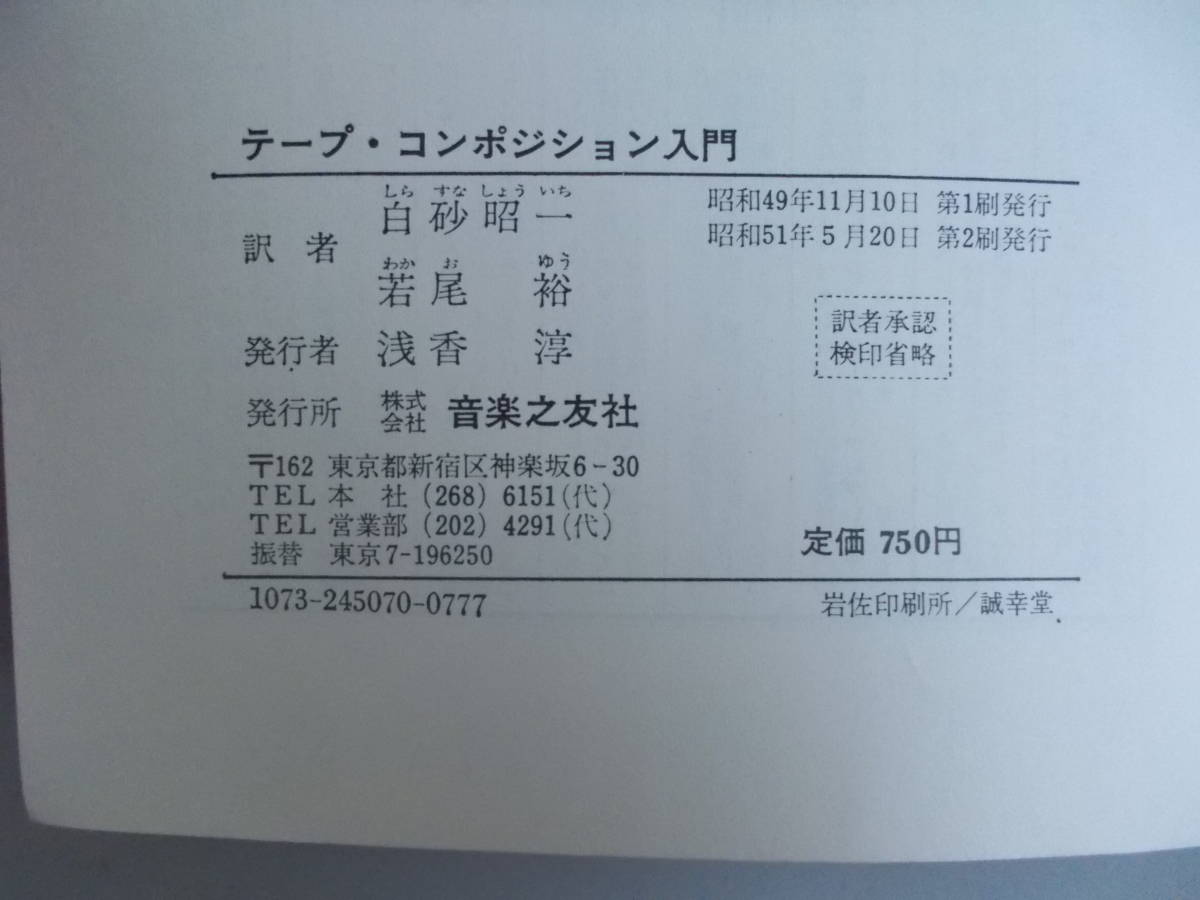 テープ・コンポジション入門
しら すな しょう いち
訳者 白砂昭一
わか お ゆう
若尾 裕
発行者 浅香 淳
発行所 株式会社 音楽之友社
〒162 東京都新宿区神楽坂6-30
TEL 本 社 (268) 6151(代)
TEL 営業部 (202) 4291(代)
振替 東京7-196250
昭和49年11月10日 第1刷発行
昭和51年5月20日 第2刷発行
訳者承認
検印省略
定価 750円
1073-245070-0777
岩佐印刷所/誠幸堂